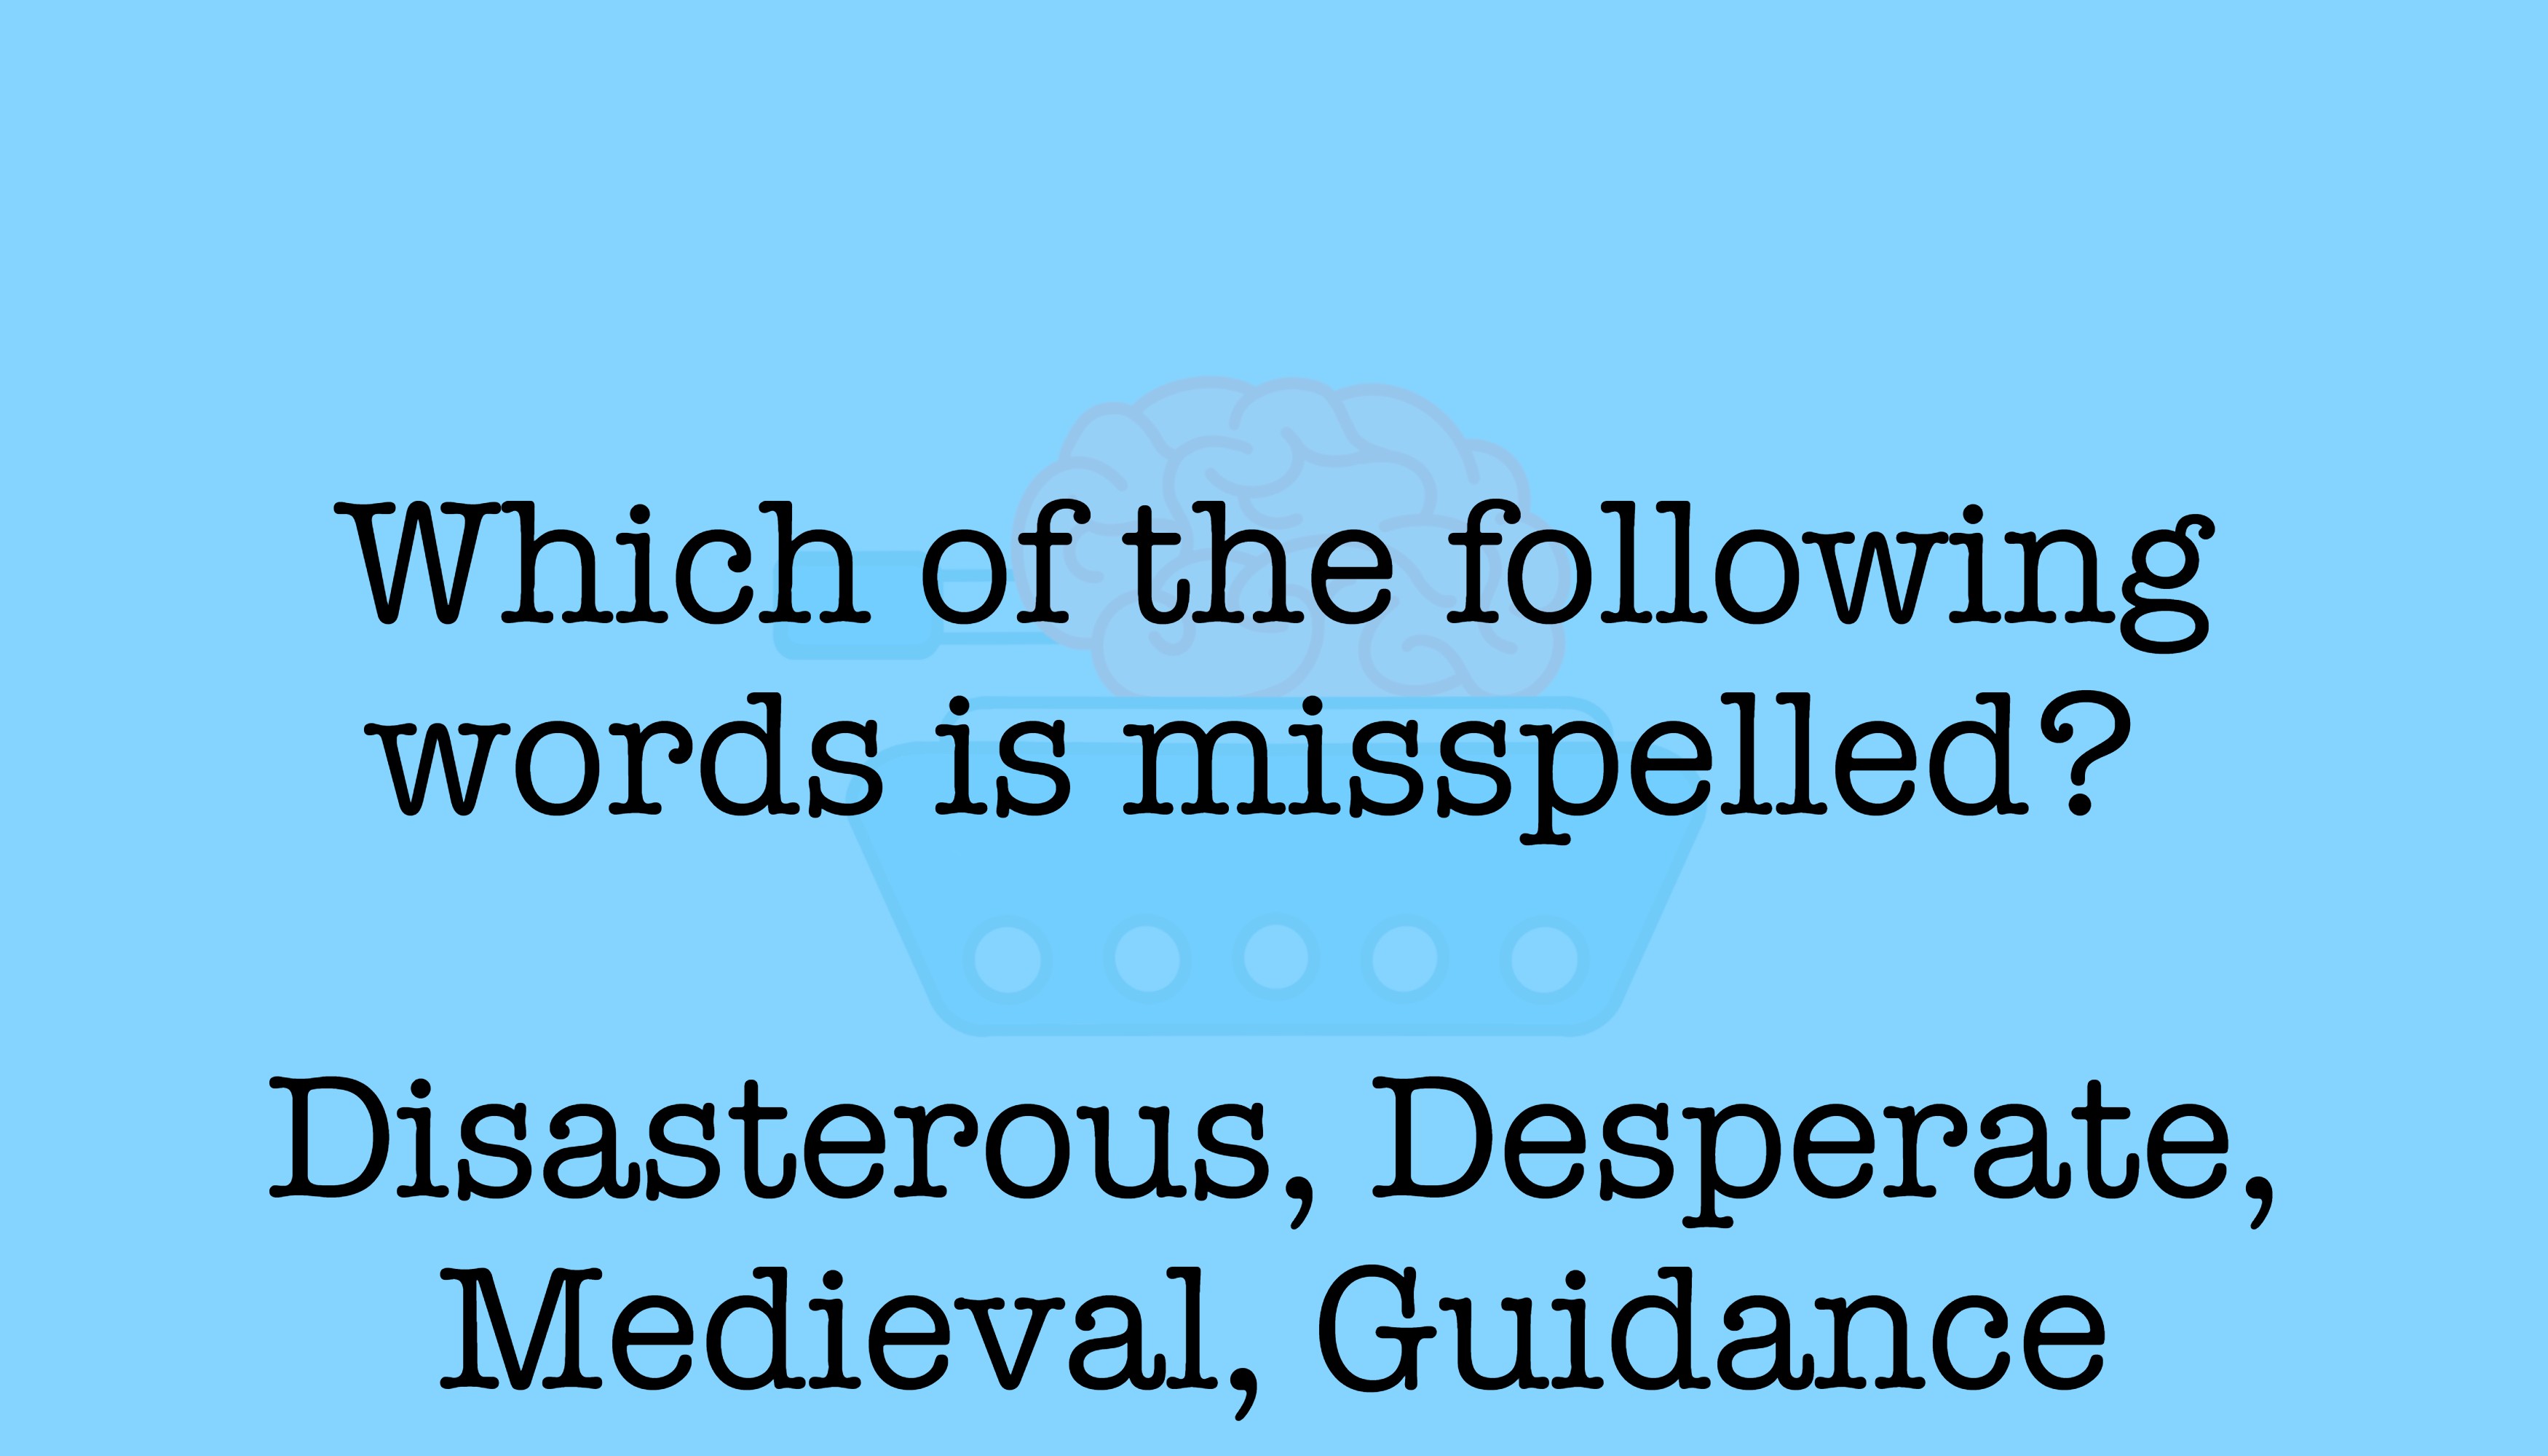 Which of the following
words is misspelled?
Disasterous, Desperate,
Medieval, Guidance